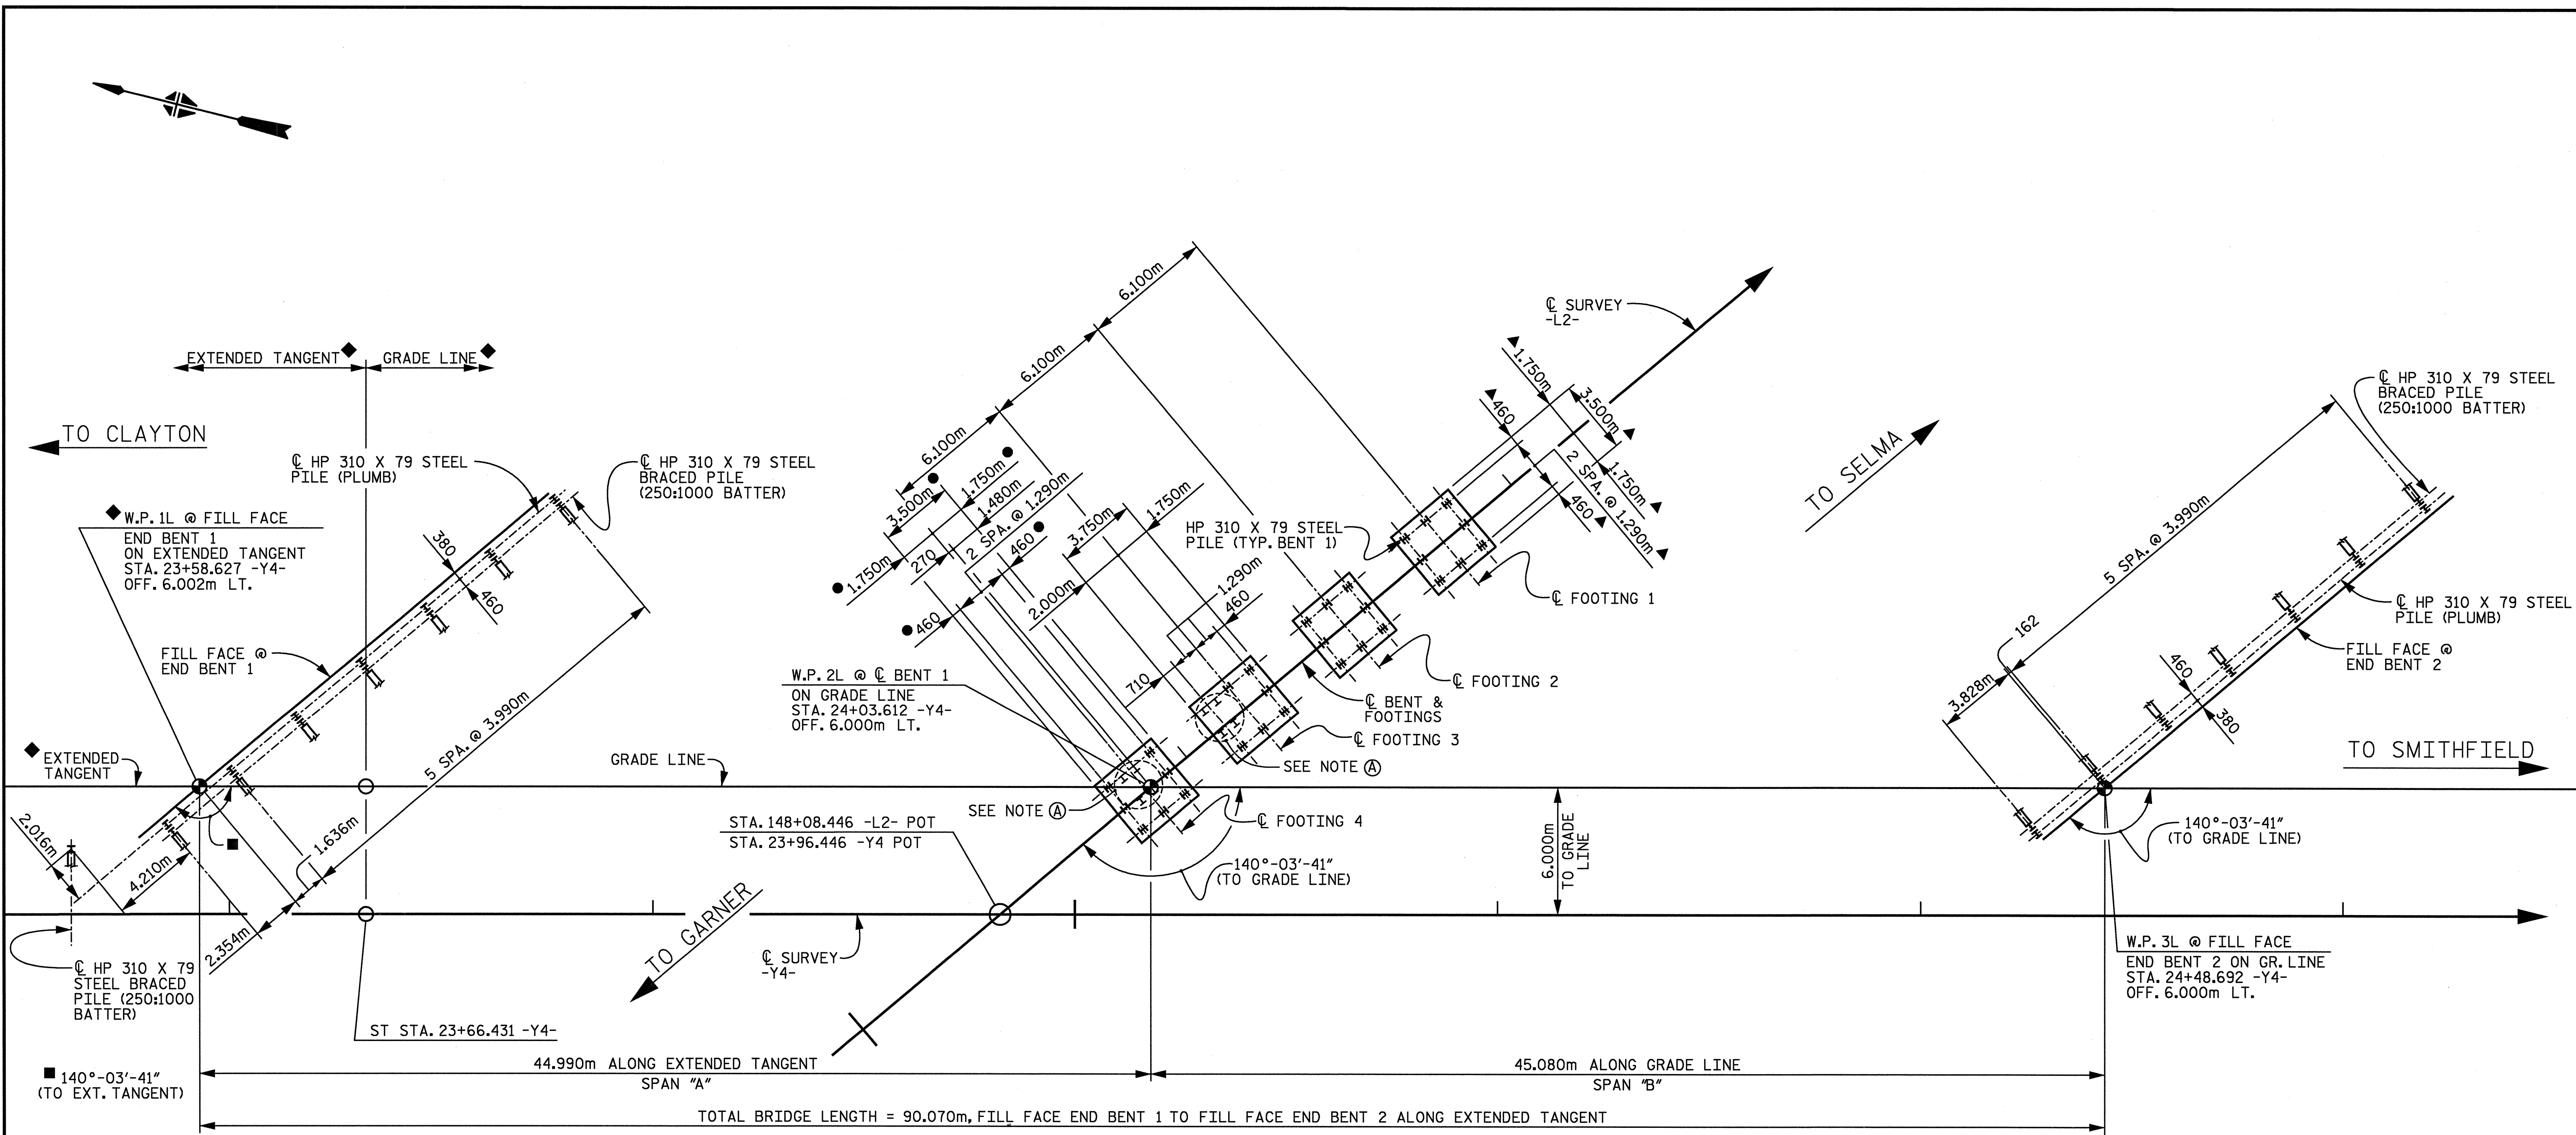 EXTENDED TANGENT◆
GRADE LINE◆
TO CLAYTON
℄ HP 310 X 79 STEEL
PILE (PLUMB)
℄ HP 310 X 79 STEEL
BRACED PILE
(250:1000 BATTER)
◆ W.P. 1L @ FILL FACE
END BENT 1
ON EXTENDED TANGENT
STA. 23+58.627 -Y4-
OFF. 6.002m LT.
FILL FACE @
END BENT 1
380
460
5 SPA. @ 3.990m
◆ EXTENDED
TANGENT
GRADE LINE
2.016m
4.210m
■
1.636m
2.354m
℄ HP 310 X 79
STEEL BRACED
PILE (250:1000
BATTER)
ST STA. 23+66.431 -Y4-
■ 140°-03'-41"
(TO EXT. TANGENT)
6.100m
6.100m
6.100m
3.500m ●
1.750m ●
1.480m
2 SPA. @ 1.290m
● 1.750m
270
460 ●
● 460
3.750m
1.750m
2.000m
1.290m
460
710
W.P. 2L @ ℄ BENT 1
ON GRADE LINE
STA. 24+03.612 -Y4-
OFF. 6.000m LT.
HP 310 X 79 STEEL
PILE (TYP. BENT 1)
℄ SURVEY
-L2-
▲ 1.750m
3.500m ▲
▲ 460
1.750m ▲
460 ▲
2 SPA. @ 1.290m ▲
℄ FOOTING 1
℄ FOOTING 2
℄ BENT &
FOOTINGS
℄ FOOTING 3
SEE NOTE Ⓐ
SEE NOTE Ⓐ
℄ FOOTING 4
STA. 148+08.446 -L2- POT
STA. 23+96.446 -Y4 POT
140°-03'-41"
(TO GRADE LINE)
6.000m
TO GRADE
LINE
TO GARNER
℄ SURVEY
-Y4-
TO SELMA
℄ HP 310 X 79 STEEL
BRACED PILE
(250:1000 BATTER)
5 SPA. @ 3.990m
162
3.828m
460
380
℄ HP 310 X 79 STEEL
PILE (PLUMB)
FILL FACE @
END BENT 2
TO SMITHFIELD
140°-03'-41"
(TO GRADE LINE)
W.P. 3L @ FILL FACE
END BENT 2 ON GR. LINE
STA. 24+48.692 -Y4-
OFF. 6.000m LT.
44.990m ALONG EXTENDED TANGENT
SPAN "A"
45.080m ALONG GRADE LINE
SPAN "B"
TOTAL BRIDGE LENGTH = 90.070m, FILL FACE END BENT 1 TO FILL FACE END BENT 2 ALONG EXTENDED TANGENT